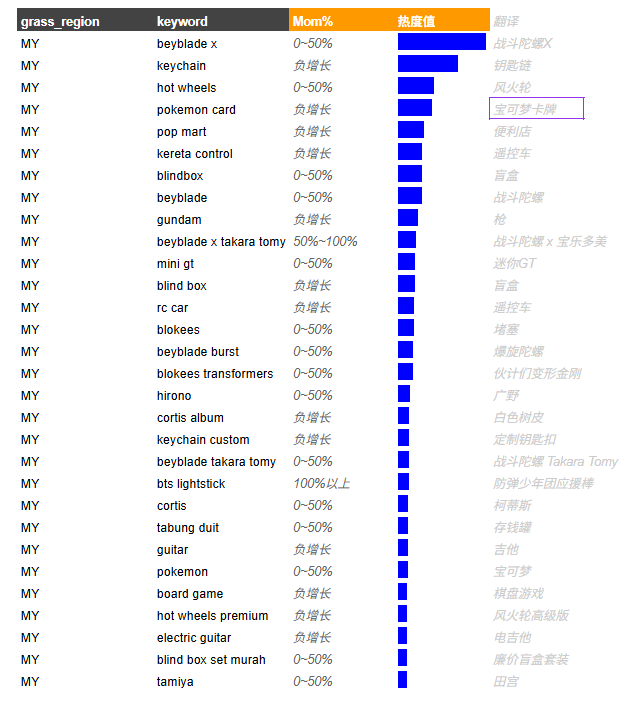 grass_region keyword Mom% 热度值 翻译
MY beyblade x 0~50% 战斗陀螺X
MY keychain 负增长 钥匙链
MY hot wheels 0~50% 风火轮
MY pokemon card 负增长 宝可梦卡牌
MY pop mart 负增长 便利店
MY kereta control 负增长 遥控车
MY blindbox 0~50% 盲盒
MY beyblade 0~50% 战斗陀螺
MY gundam 负增长 枪
MY beyblade x takara tomy 50%~100% 战斗陀螺 x 宝乐多美
MY mini gt 0~50% 迷你GT
MY blind box 负增长 盲盒
MY rc car 负增长 遥控车
MY blokees 0~50% 堵塞
MY beyblade burst 0~50% 爆旋陀螺
MY blokees transformers 0~50% 伙计们变形金刚
MY hirono 0~50% 广野
MY cortis album 负增长 白色树皮
MY keychain custom 负增长 定制钥匙扣
MY beyblade takara tomy 0~50% 战斗陀螺 Takara Tomy
MY bts lightstick 100%以上 防弹少年团应援棒
MY cortis 0~50% 柯蒂斯
MY tabung duit 0~50% 存钱罐
MY guitar 负增长 吉他
MY pokemon 0~50% 宝可梦
MY board game 负增长 棋盘游戏
MY hot wheels premium 负增长 风火轮高级版
MY electric guitar 负增长 电吉他
MY blind box set murah 0~50% 廉价盲盒套装
MY tamiya 0~50% 田宫